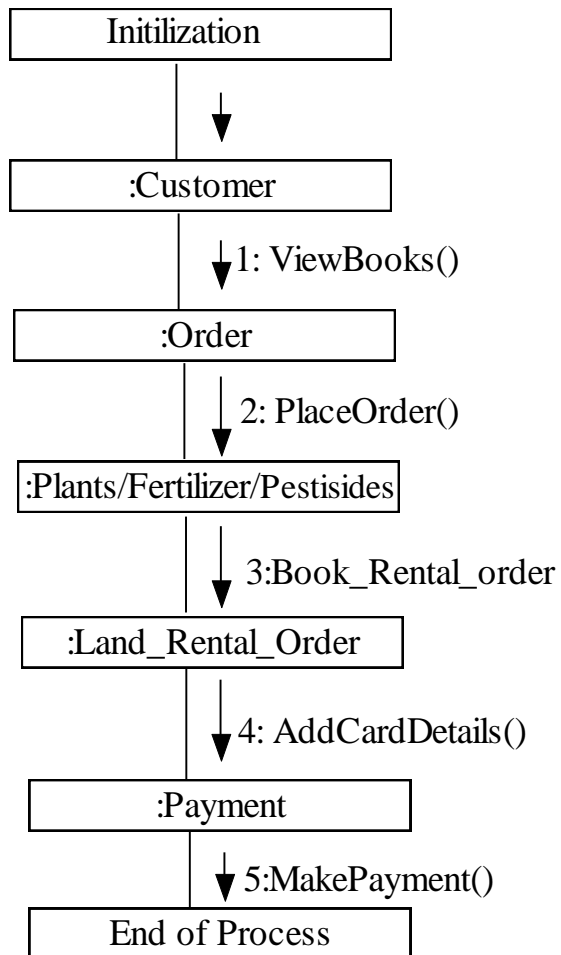 Initilization
:Customer
1: ViewBooks()
:Order
2: PlaceOrder()
:Plants/Fertilizer/Pestisides
3:Book_Rental_order
:Land_Rental_Order
4: AddCardDetails()
:Payment
5:MakePayment()
End of Process